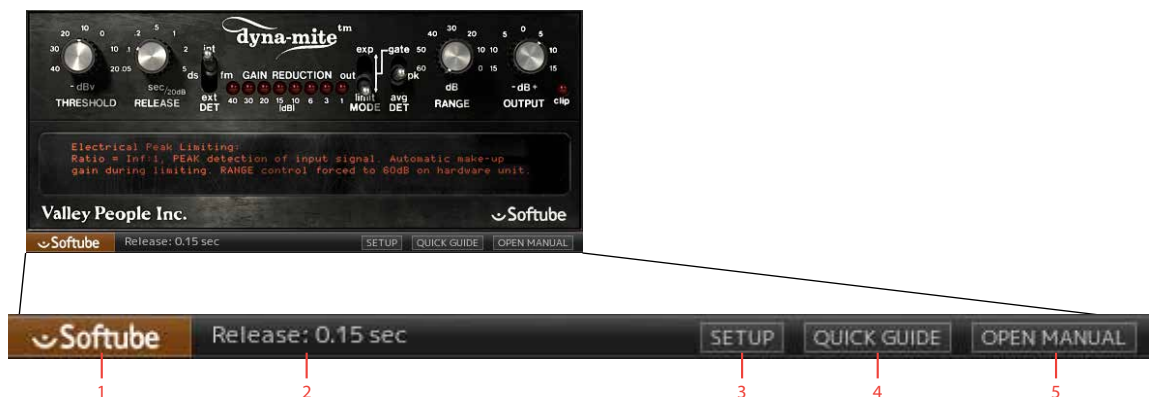 dyna-mite™
20 10 0 10 20 40 30
.2 .5 1 2 5 .05 .1
int
ds
ext
DET
fm GAIN REDUCTION out
40 30 20 15 10 6 3 1
(dB)
exp gate
limit
MODE
pk
avg
DET
40 30 20 10 0 60 50
5 0 5 10 15 15 10
- dBv
THRESHOLD
sec/20dB
RELEASE
dB
RANGE
- dB +
OUTPUT
clip
Electrical Peak Limiting:
Ratio = Inf:1, PEAK detection of input signal. Automatic make-up
gain during limiting. RANGE control forced to 60dB on hardware unit.
Valley People Inc.
Softube
Softube Release: 0.15 sec SETUP QUICK GUIDE OPEN MANUAL
Softube Release: 0.15 sec SETUP QUICK GUIDE OPEN MANUAL
1 2 3 4 5